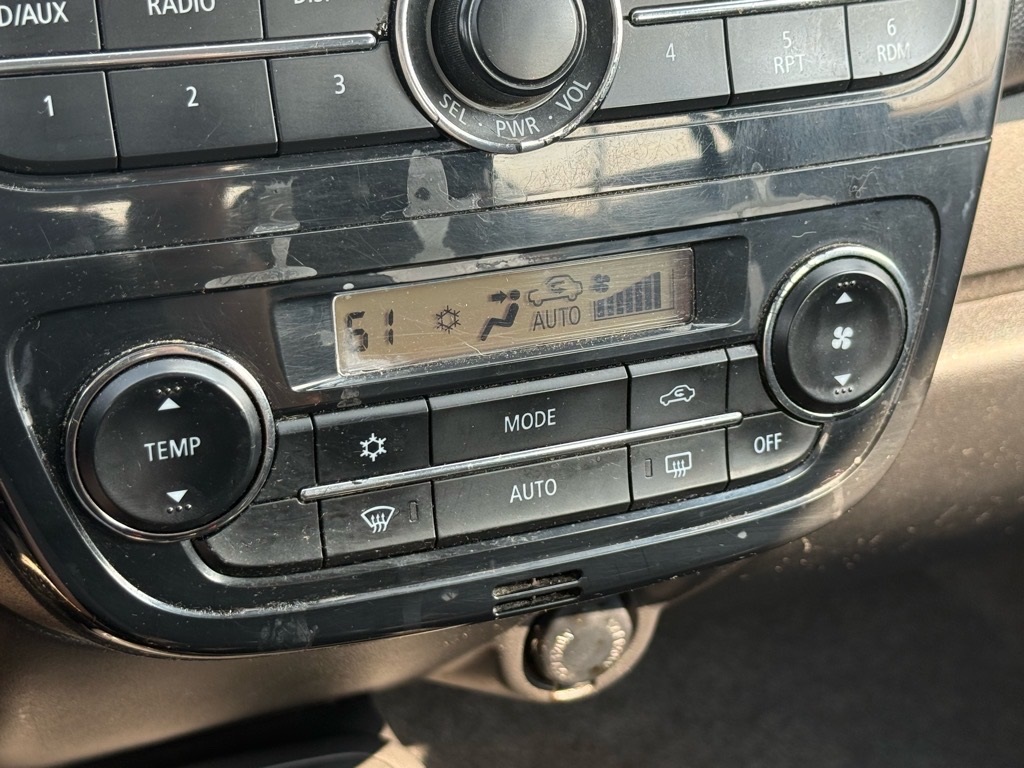 D/AUX RADIO
1 2 3 4 5 RPT 6 RDM
SEL · PWR · VOL
61 AUTO
TEMP
MODE
AUTO
OFF